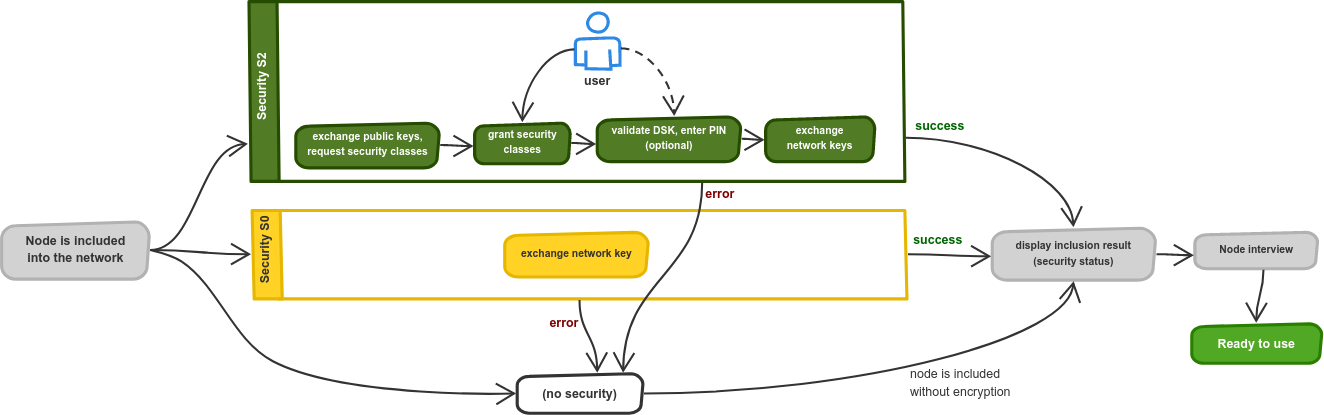 Security S2
user
exchange public keys,
request security classes
grant security
classes
validate DSK, enter PIN
(optional)
exchange
network keys
success
error
Node is included
into the network
Security S0
exchange network key
success
error
display inclusion result
(security status)
Node interview
Ready to use
(no security)
node is included
without encryption